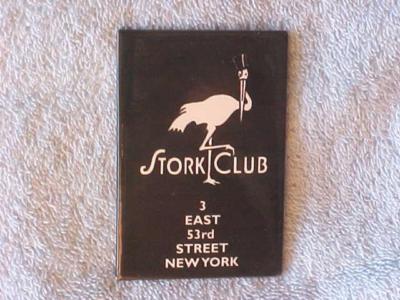 STORK CLUB
3
EAST
53rd
STREET
NEW YORK